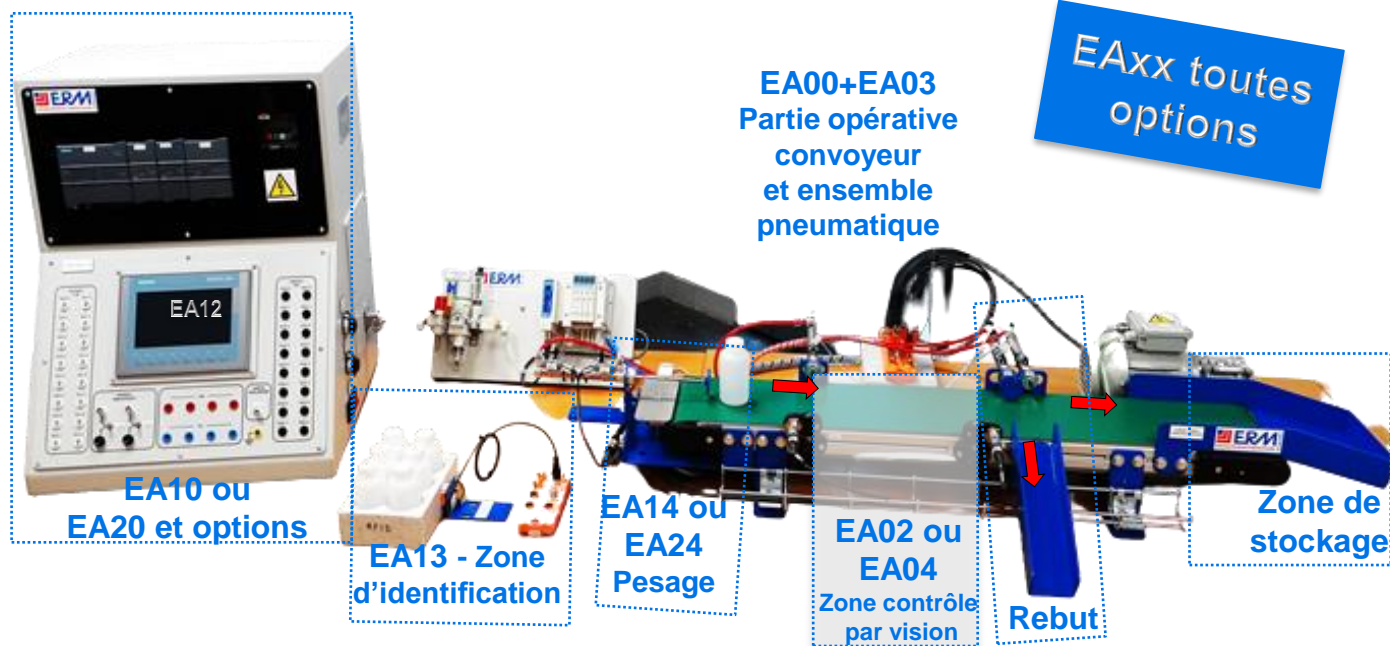 EAxx toutes
options
EA00+EA03
Partie opérative
convoyeur
et ensemble
pneumatique
ERM
EA12
ERM
EA10 ou
EA20 et options
RFID
EA13 - Zone
d'identification
EA14 ou
EA24
Pesage
EA02 ou
EA04
Zone contrôle
par vision
Rebut
ERM
Zone de
stockage